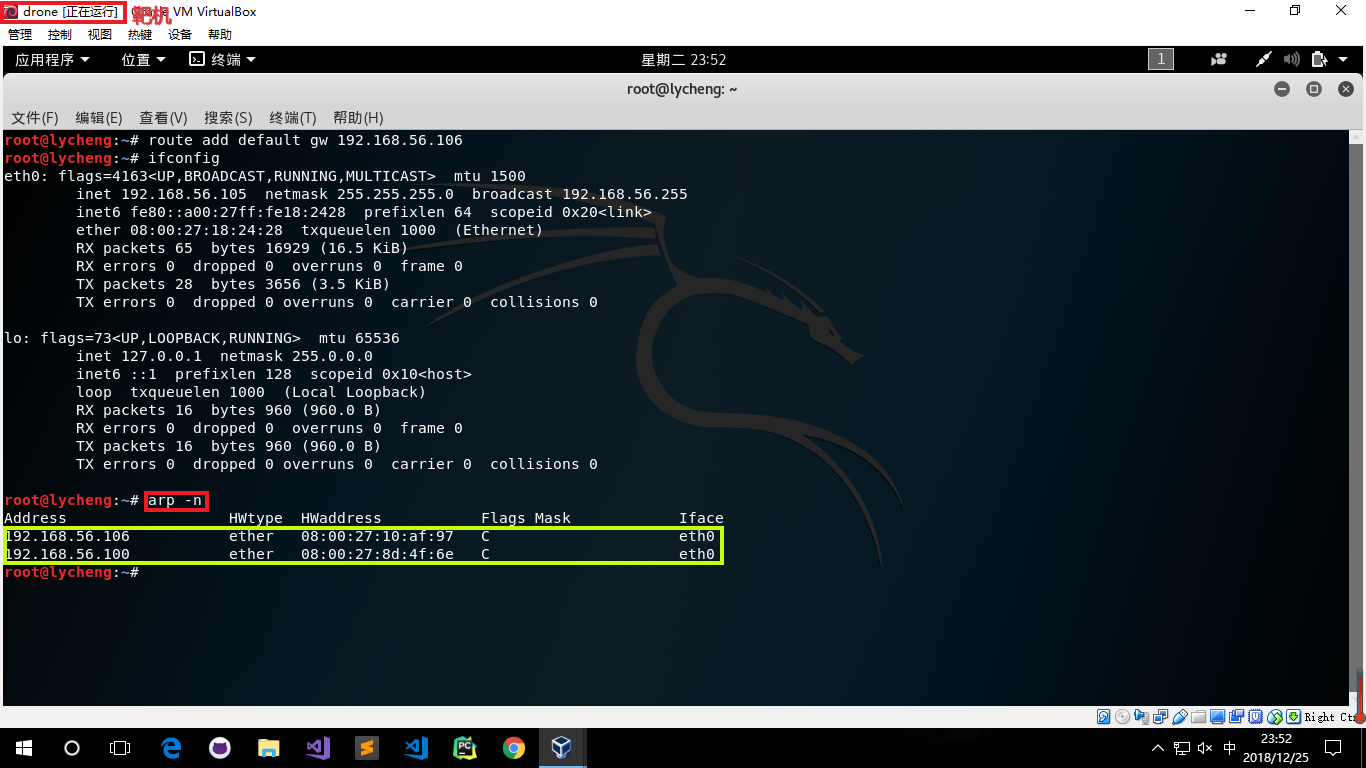 drone [正在运行] VM VirtualBox
靶机
管理 控制 视图 热键 设备 帮助
应用程序 位置 终端 星期二 23:52 1
root@lycheng: ~
文件(F) 编辑(E) 查看(V) 搜索(S) 终端(T) 帮助(H)
root@lycheng:~# route add default gw 192.168.56.106
root@lycheng:~# ifconfig
eth0: flags=4163<UP,BROADCAST,RUNNING,MULTICAST>  mtu 1500
        inet 192.168.56.105  netmask 255.255.255.0  broadcast 192.168.56.255
        inet6 fe80::a00:27ff:fe18:2428  prefixlen 64  scopeid 0x20<link>
        ether 08:00:27:18:24:28  txqueuelen 1000  (Ethernet)
        RX packets 65  bytes 16929 (16.5 KiB)
        RX errors 0  dropped 0  overruns 0  frame 0
        TX packets 28  bytes 3656 (3.5 KiB)
        TX errors 0  dropped 0 overruns 0  carrier 0  collisions 0
lo: flags=73<UP,LOOPBACK,RUNNING>  mtu 65536
        inet 127.0.0.1  netmask 255.0.0.0
        inet6 ::1  prefixlen 128  scopeid 0x10<host>
        loop  txqueuelen 1000  (Local Loopback)
        RX packets 16  bytes 960 (960.0 B)
        RX errors 0  dropped 0  overruns 0  frame 0
        TX packets 16  bytes 960 (960.0 B)
        TX errors 0  dropped 0 overruns 0  carrier 0  collisions 0
root@lycheng:~# arp -n
Address                  HWtype  HWaddress           Flags Mask            Iface
192.168.56.106           ether   08:00:27:10:af:97   C                     eth0
192.168.56.100           ether   08:00:27:8d:4f:6e   C                     eth0
root@lycheng:~#
Right Ctr
中 23:52
2018/12/25